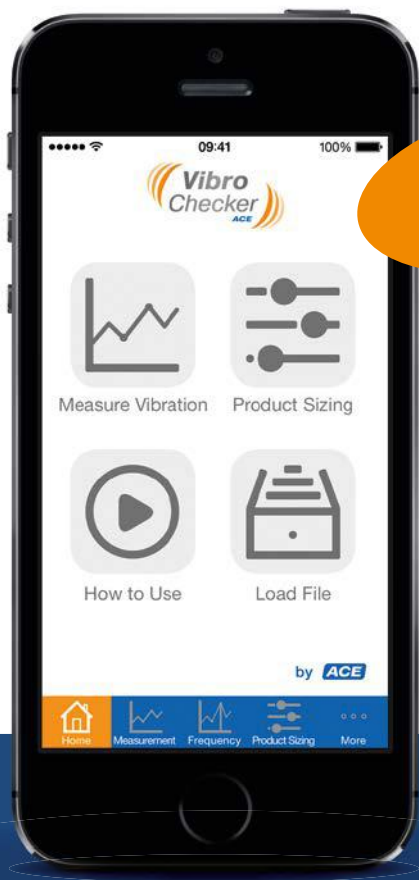 09:41 100%
Vibro
Checker
ACE
Measure Vibration Product Sizing
How to Use Load File
by ACE
Home Measurement Frequency Product Sizing More